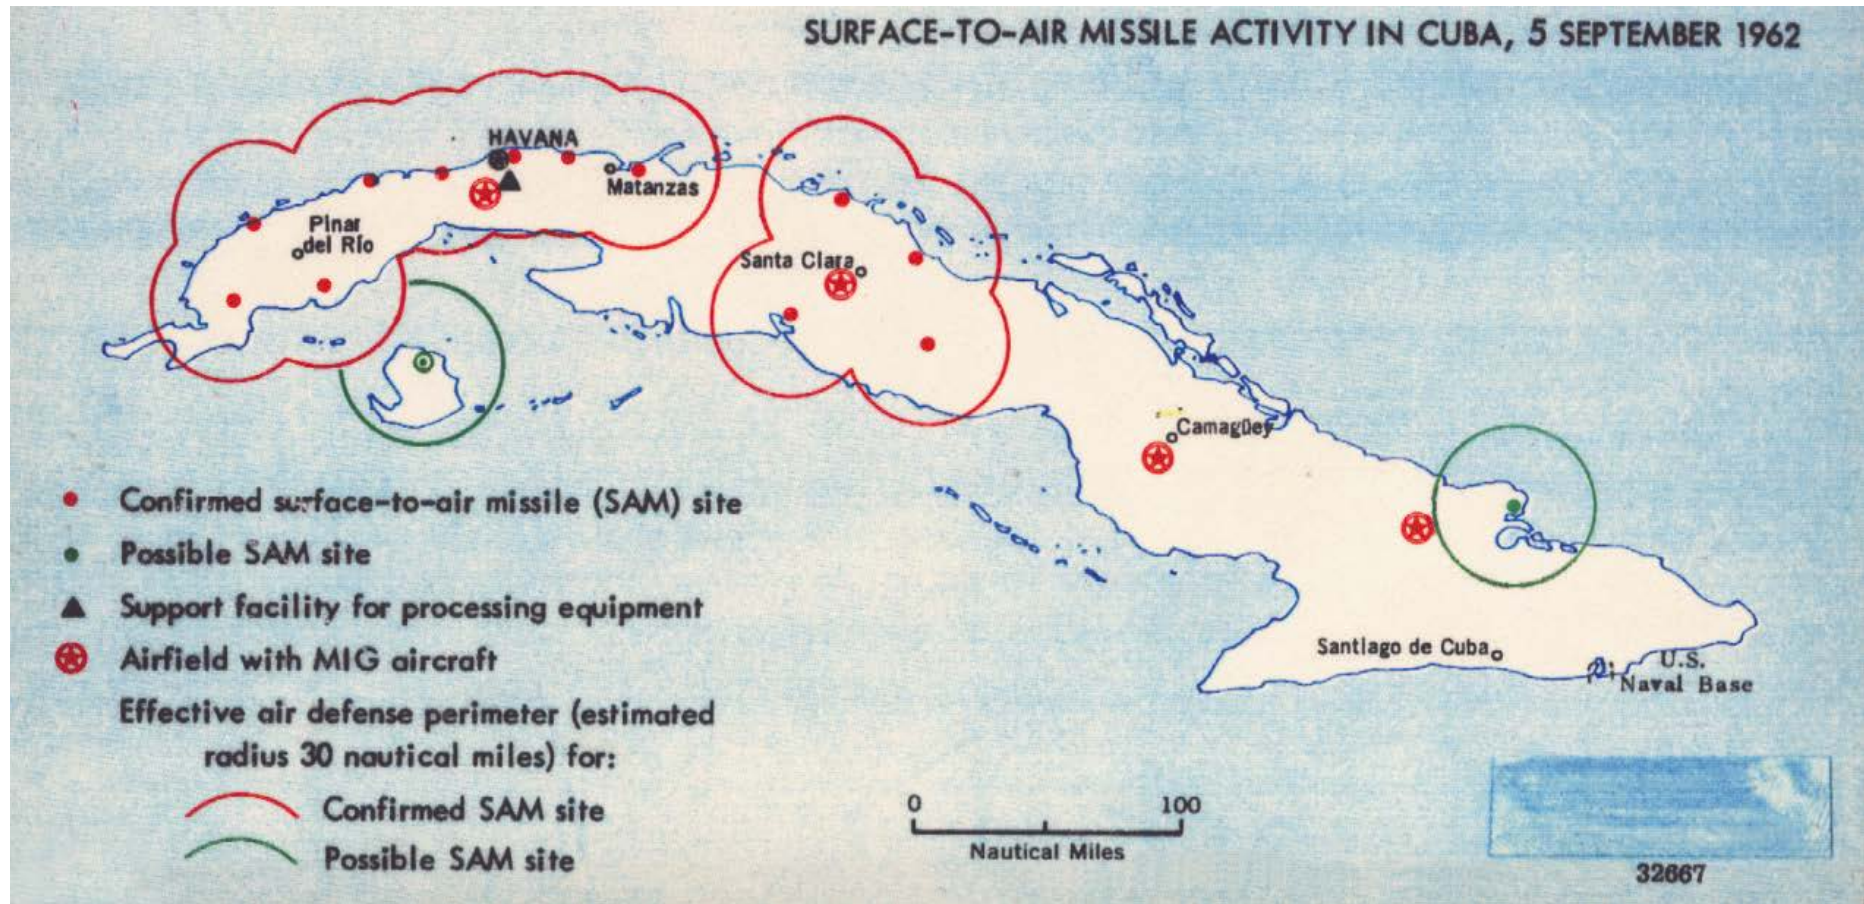 SURFACE-TO-AIR MISSILE ACTIVITY IN CUBA, 5 SEPTEMBER 1962
HAVANA
Matanzas
Pinar
del Río
Santa Clara
Camagüey
Confirmed surface-to-air missile (SAM) site
Possible SAM site
Support facility for processing equipment
Airfield with MIG aircraft
Effective air defense perimeter (estimated
radius 30 nautical miles) for:
Confirmed SAM site
Possible SAM site
Santiago de Cuba
U.S.
Naval Base
0 100
Nautical Miles
32667